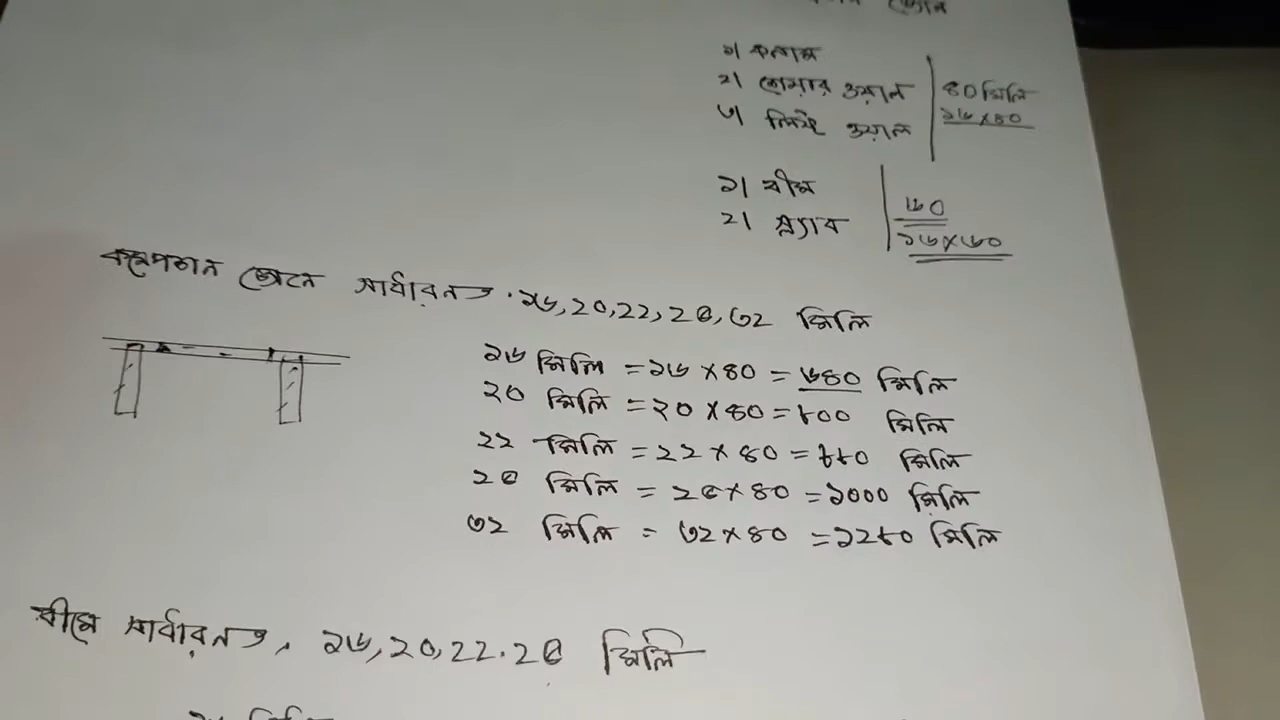 জোন
১। কলাম
২। শেয়ার ওয়াল
৩। লিফ্ট ওয়াল
৪০ মিলি
১৬×৪০
১। বীম
২। স্ল্যাব
৬০
১৬×৬০
কম্প্রেশান জোনে সার্ধারনত ১৬,২০,২২,২৫,৩২ মিলি
১৬ মিলি = ১৬×৪০ = ৬৪০ মিলি
২০ মিলি = ২০×৪০ = ৮০০ মিলি
২২ মিলি = ২২×৪০ = ৮৮০ মিলি
২৫ মিলি = ২৫×৪০ = ১০০০ মিলি
৩২ মিলি = ৩২×৪০ = ১২৮০ মিলি
বীমে সার্ধারনত, ১৬,২০,২২.২৫ মিলি